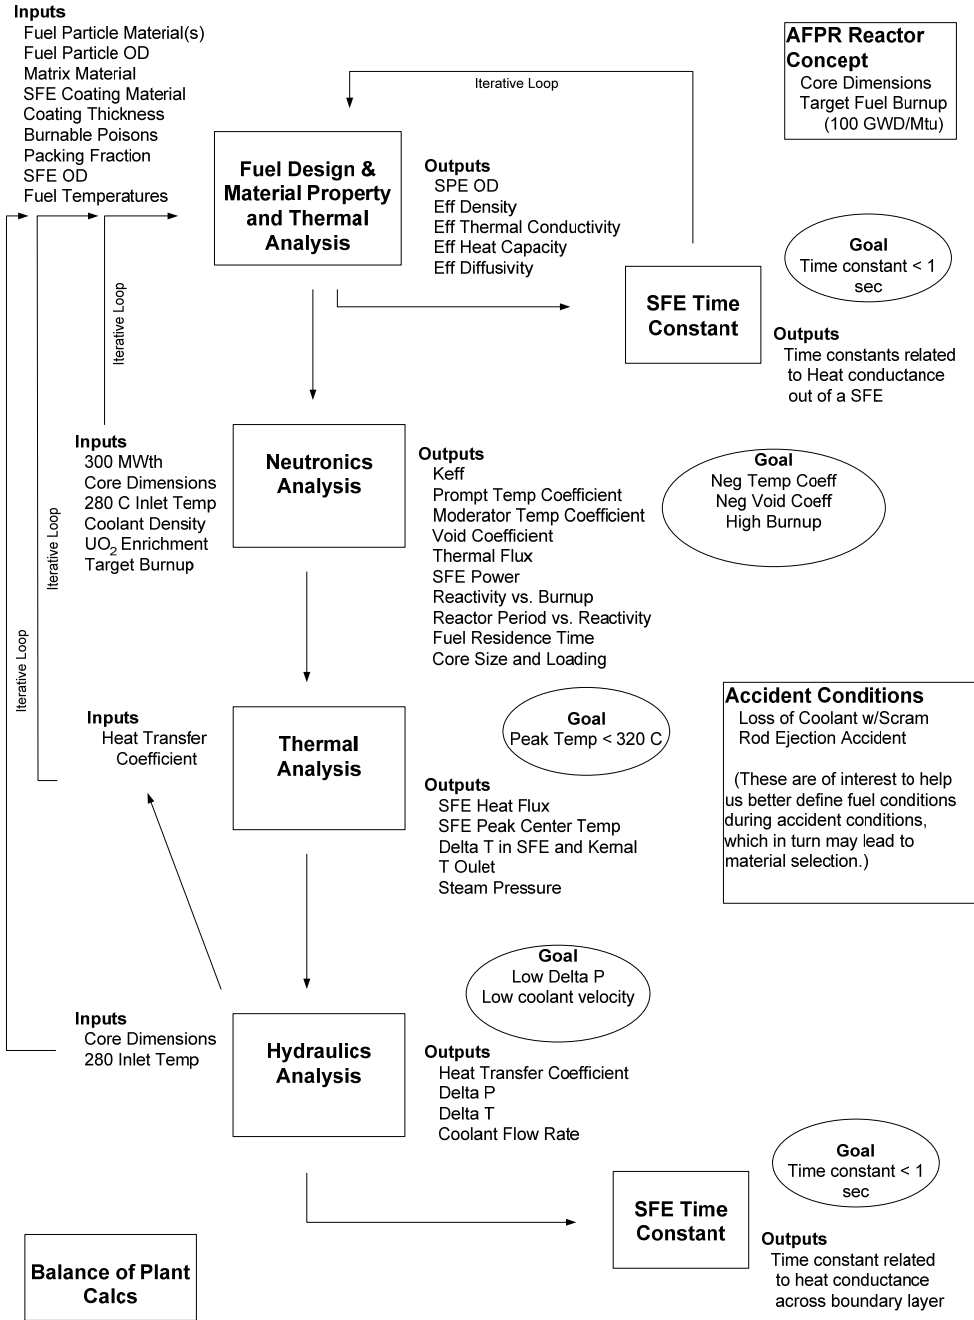 Inputs
Fuel Particle Material(s)
Fuel Particle OD
Matrix Material
SFE Coating Material
Coating Thickness
Burnable Poisons
Packing Fraction
SFE OD
Fuel Temperatures
Iterative Loop
AFPR Reactor
Concept
Core Dimensions
Target Fuel Burnup
(100 GWD/Mtu)
Fuel Design &
Material Property
and Thermal
Analysis
Outputs
SPE OD
Eff Density
Eff Thermal Conductivity
Eff Heat Capacity
Eff Diffusivity
Goal
Time constant < 1
sec
SFE Time
Constant
Outputs
Time constants related
to Heat conductance
out of a SFE
Iterative Loop
Iterative Loop
Iterative Loop
Inputs
300 MWth
Core Dimensions
280 C Inlet Temp
Coolant Density
UO2 Enrichment
Target Burnup
Neutronics
Analysis
Outputs
Keff
Prompt Temp Coefficient
Moderator Temp Coefficient
Void Coefficient
Thermal Flux
SFE Power
Reactivity vs. Burnup
Reactor Period vs. Reactivity
Fuel Residence Time
Core Size and Loading
Goal
Neg Temp Coeff
Neg Void Coeff
High Burnup
Inputs
Heat Transfer
Coefficient
Thermal
Analysis
Goal
Peak Temp < 320 C
Outputs
SFE Heat Flux
SFE Peak Center Temp
Delta T in SFE and Kernal
T Oulet
Steam Pressure
Accident Conditions
Loss of Coolant w/Scram
Rod Ejection Accident
(These are of interest to help
us better define fuel conditions
during accident conditions,
which in turn may lead to
material selection.)
Goal
Low Delta P
Low coolant velocity
Inputs
Core Dimensions
280 Inlet Temp
Hydraulics
Analysis
Outputs
Heat Transfer Coefficient
Delta P
Delta T
Coolant Flow Rate
Goal
Time constant < 1
sec
SFE Time
Constant
Outputs
Time constant related
to heat conductance
across boundary layer
Balance of Plant
Calcs